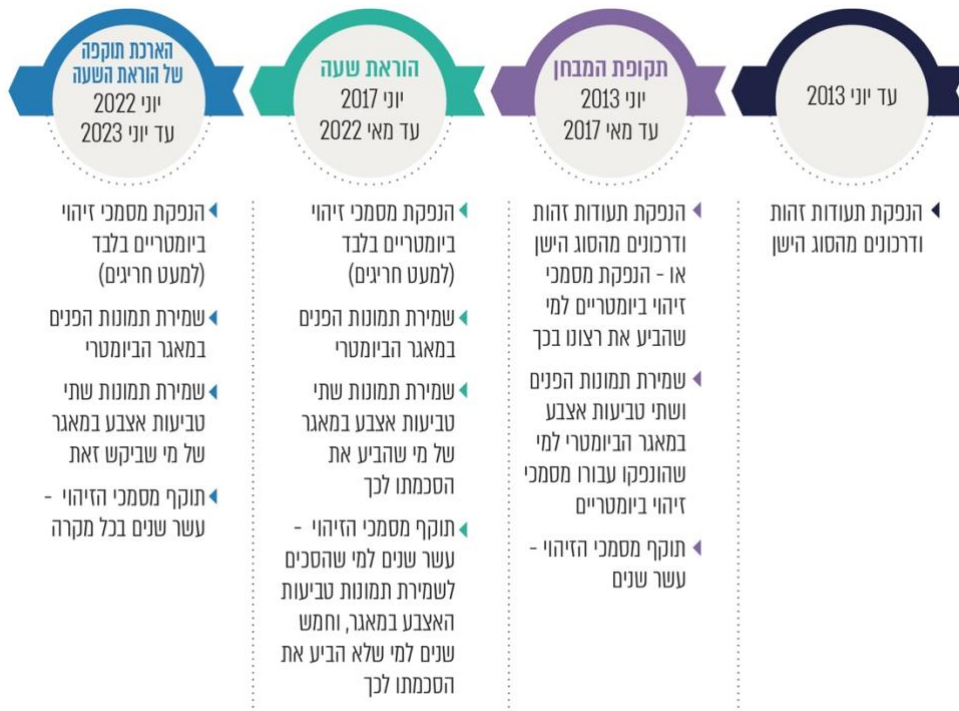 עד יוני 2013
◂ הנפקת תעודות זהות
ודרכונים מהסוג הישן
תקופת המבחן
יוני 2013
עד מאי 2017
◂ הנפקת תעודות זהות
ודרכונים מהסוג הישן
או - הנפקת מסמכי
זיהוי ביומטריים למי
שהביע את רצונו בכך
◂ שמירת תמונות הפנים
ושתי טביעות אצבע
במאגר הביומטרי למי
שהונפקו עבורו מסמכי
זיהוי ביומטריים
◂ תוקף מסמכי הזיהוי -
עשר שנים
הוראת שעה
יוני 2017
עד מאי 2022
◂ הנפקת מסמכי זיהוי
ביומטריים בלבד
(למעט חריגים)
◂ שמירת תמונות הפנים
במאגר הביומטרי
◂ שמירת תמונות שתי
טביעות אצבע במאגר
של מי שהביע את
הסכמתו לכך
◂ תוקף מסמכי הזיהוי -
עשר שנים למי שהסכים
לשמירת תמונות טביעות
האצבע במאגר, וחמש
שנים למי שלא הביע את
הסכמתו לכך
הארכת תוקפה
של הוראת השעה
יוני 2022
עד יוני 2023
◂ הנפקת מסמכי זיהוי
ביומטריים בלבד
(למעט חריגים)
◂ שמירת תמונות הפנים
במאגר הביומטרי
◂ שמירת תמונות שתי
טביעות אצבע במאגר
של מי שביקש זאת
◂ תוקף מסמכי הזיהוי -
עשר שנים בכל מקרה